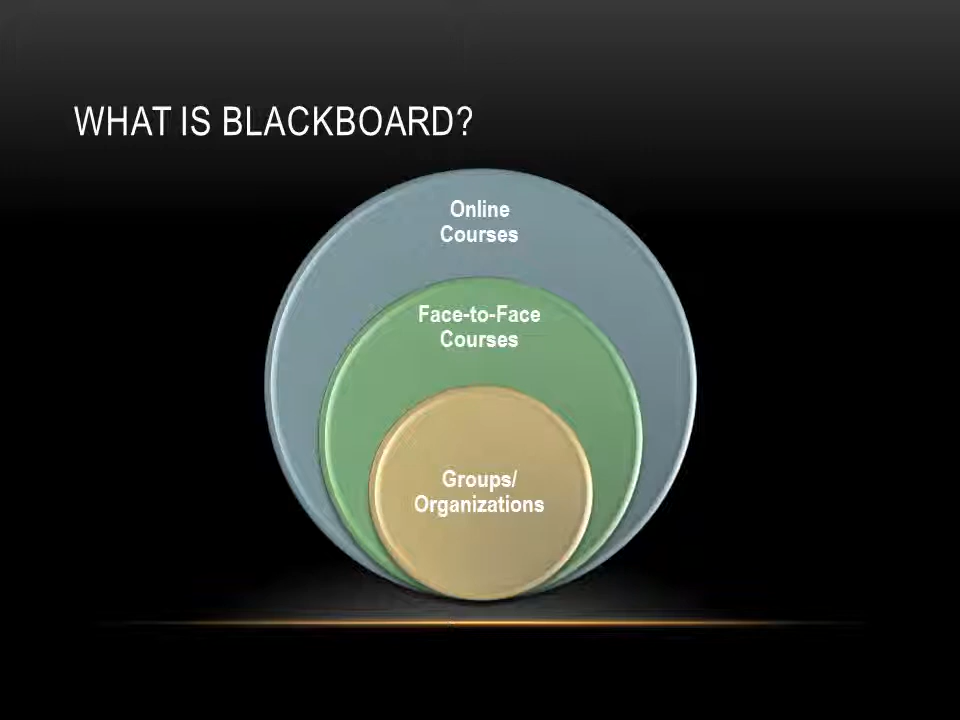 WHAT IS BLACKBOARD?
Online
Courses
Face-to-Face
Courses
Groups/
Organizations